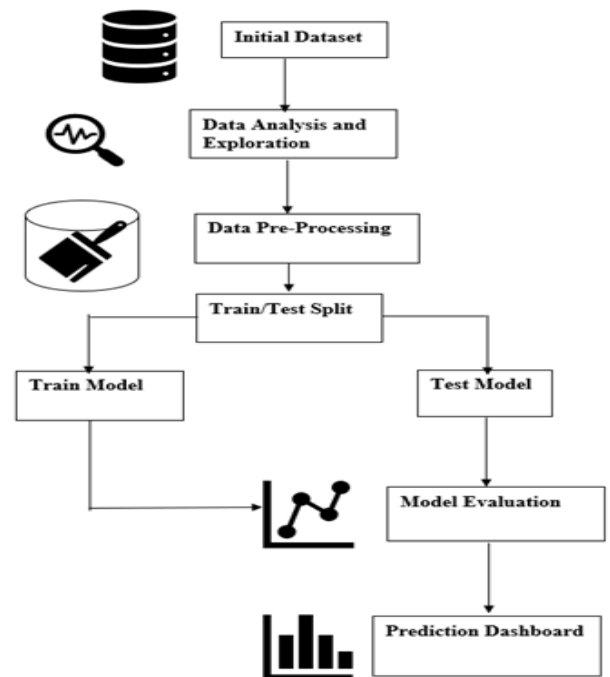 Initial Dataset
Data Analysis and
Exploration
Data Pre-Processing
Train/Test Split
Train Model
Test Model
Model Evaluation
Prediction Dashboard